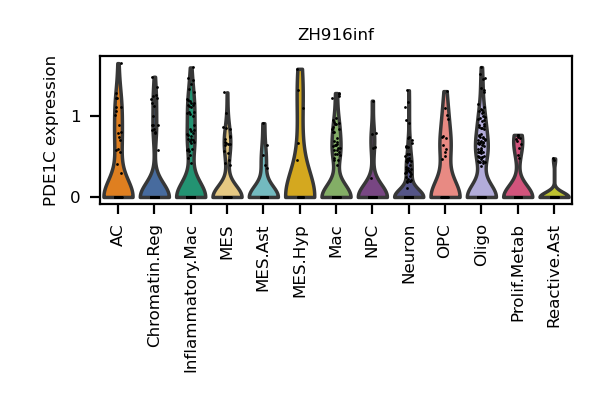 ZH916inf
PDE1C expression
1
0
AC
Chromatin.Reg
Inflammatory.Mac
MES
MES.Ast
MES.Hyp
Mac
NPC
Neuron
OPC
Oligo
Prolif.Metab
Reactive.Ast